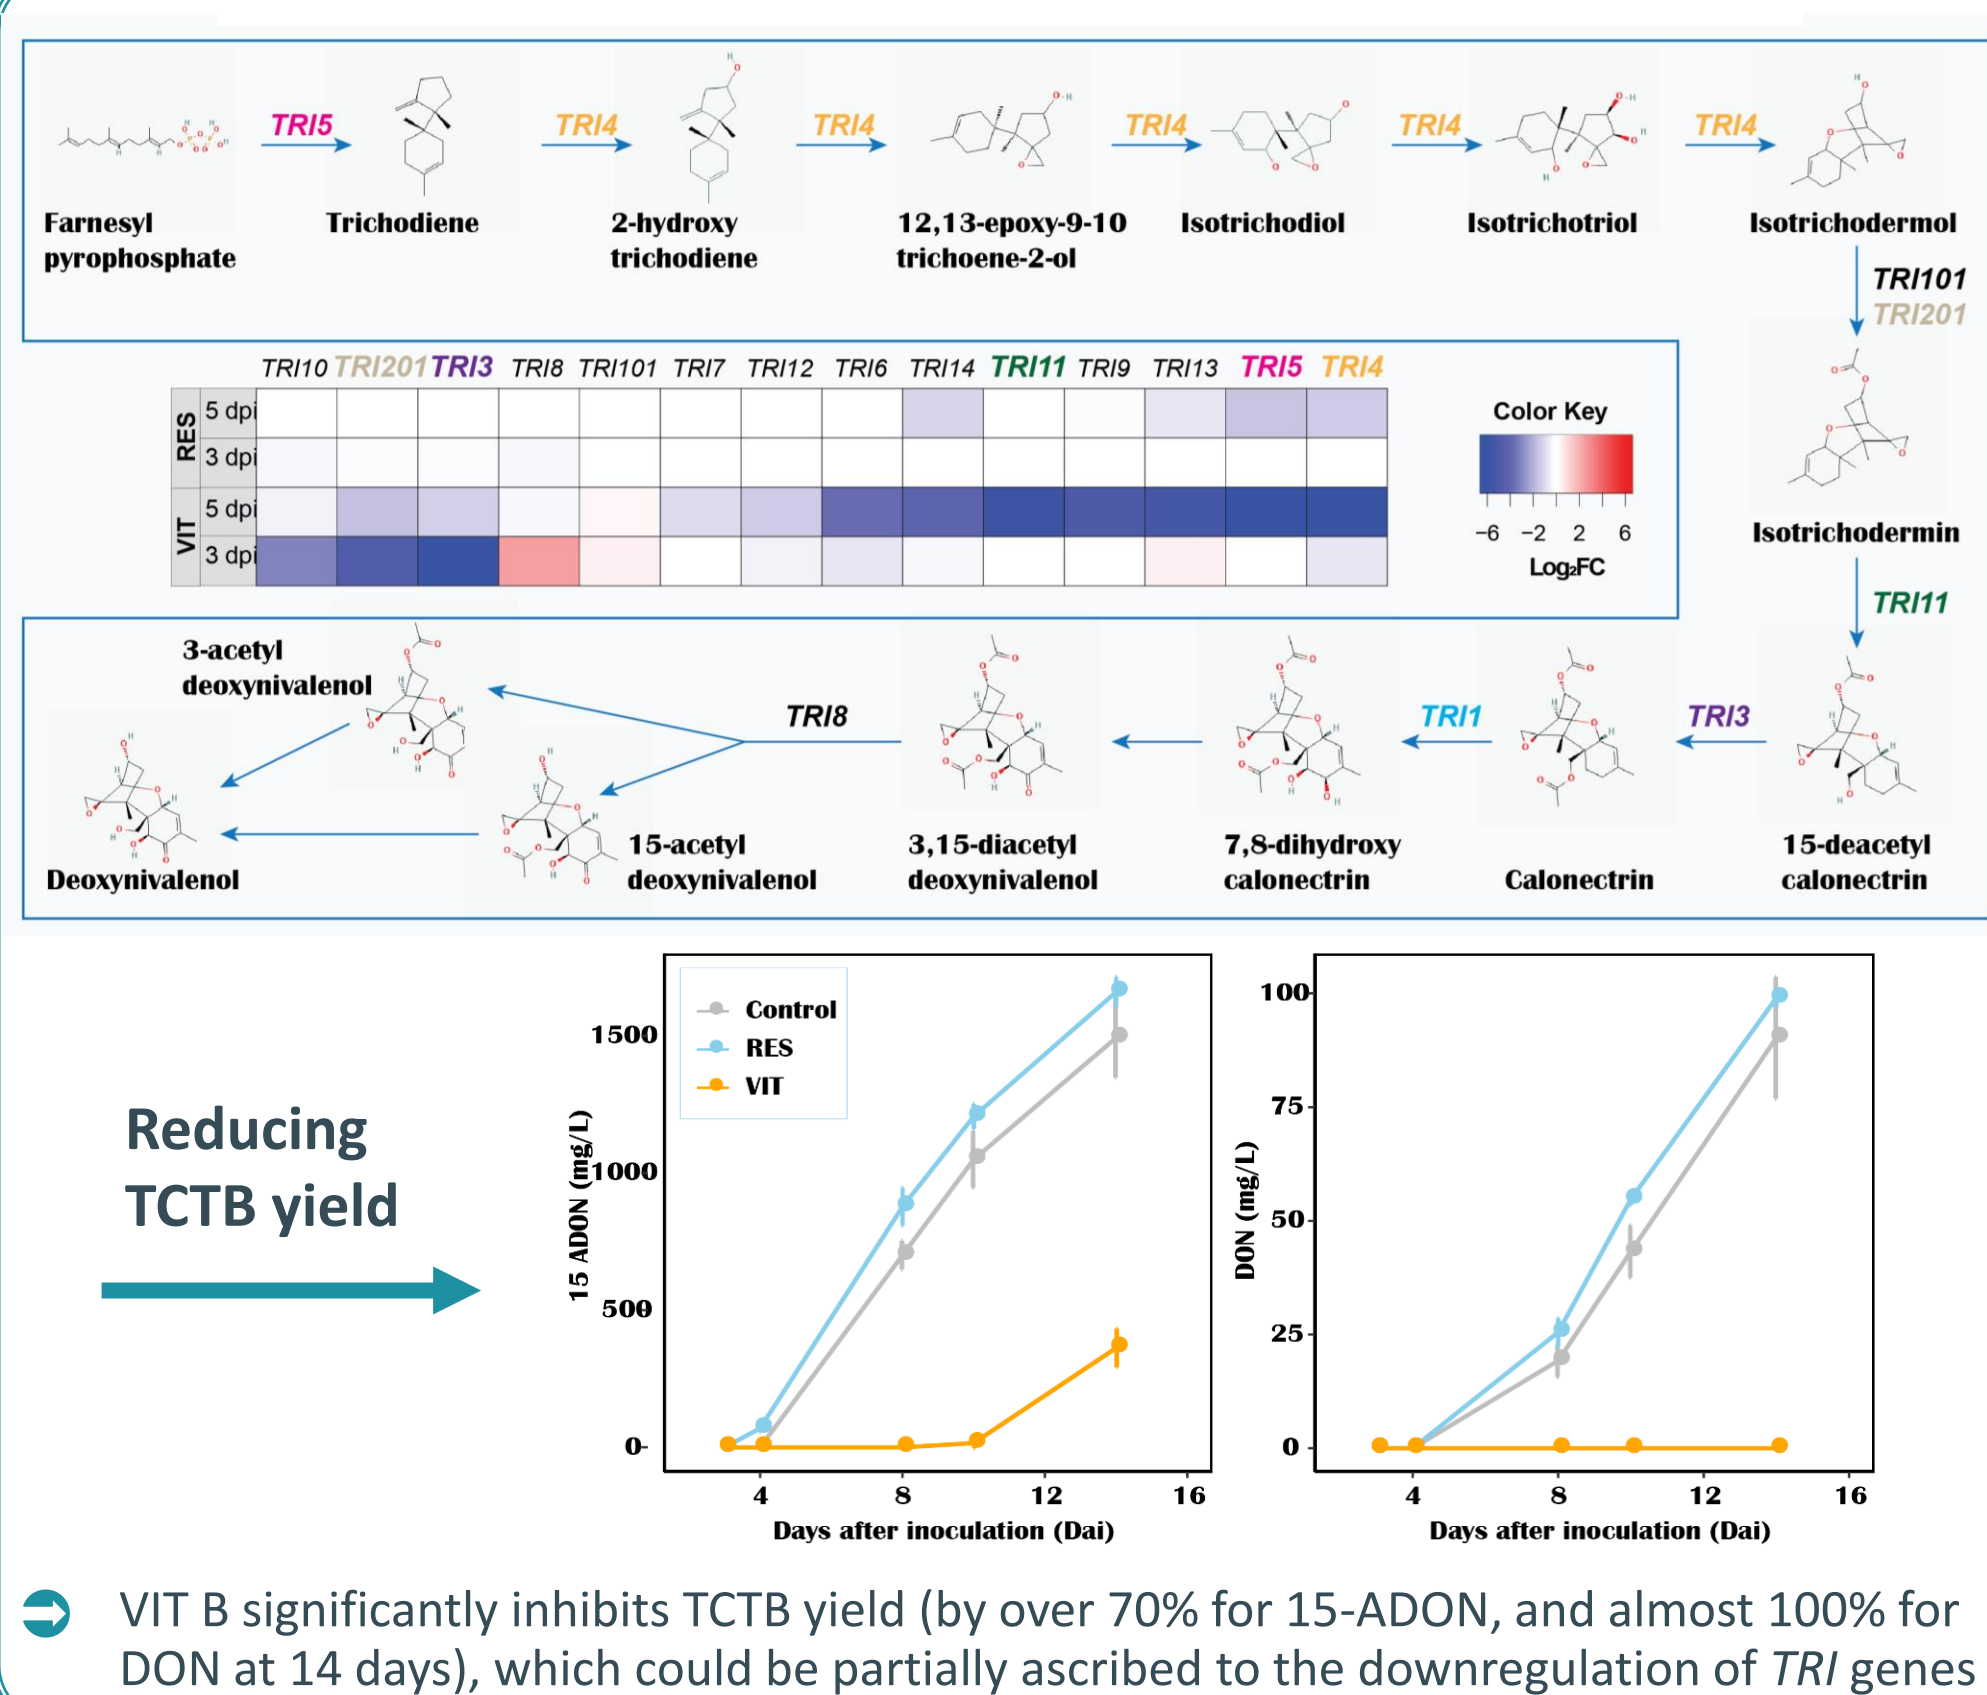 TRI5
TRI4
TRI4
TRI4
TRI4
TRI4
Farnesyl
pyrophosphate
Trichodiene
2-hydroxy
trichodiene
12,13-epoxy-9-10
trichoene-2-ol
Isotrichodiol
Isotrichotriol
Isotrichodermol
TRI101
TRI201
Isotrichodermin
TRI11
TRI10 TRI201 TRI3 TRI8 TRI101 TRI7 TRI12 TRI6 TRI14 TRI11 TRI9 TRI13 TRI5 TRI4
RES
5 dpi
3 dpi
VIT
5 dpi
3 dpi
Color Key
−6 −2 2 6
Log₂FC
3-acetyl
deoxynivalenol
TRI8
TRI1
TRI3
Deoxynivalenol
15-acetyl
deoxynivalenol
3,15-diacetyl
deoxynivalenol
7,8-dihydroxy
calonectrin
Calonectrin
15-deacetyl
calonectrin
Reducing
TCTB yield
Control
RES
VIT
15 ADON (mg/L)
1500
1000
500
0
4 8 12 16
Days after inoculation (Dai)
DON (mg/L)
100
75
50
25
0
4 8 12 16
Days after inoculation (Dai)
VIT B significantly inhibits TCTB yield (by over 70% for 15-ADON, and almost 100% for
DON at 14 days), which could be partially ascribed to the downregulation of TRI genes